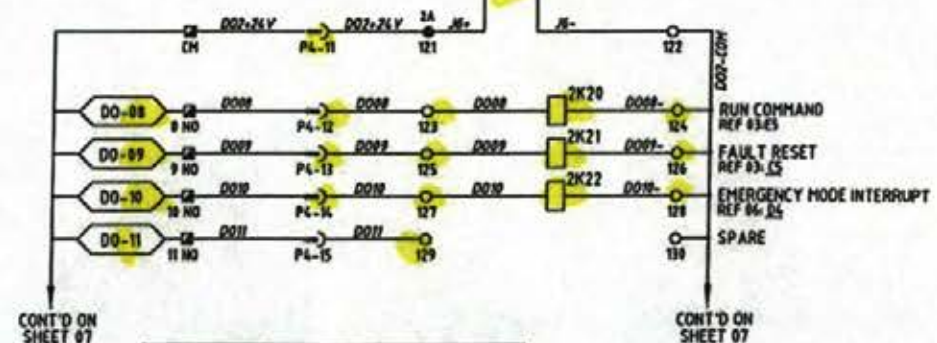 DO2+24V DO2+24V 3A J6+ J6-
CM P4-11 121 122
DO2-COM
DO-08 DO08 DO08 DO08 2K20 DO08- RUN COMMAND
8 NO P4-12 123 124 REF 03:E5
DO-09 DO09 DO09 DO09 2K21 DO09- FAULT RESET
9 NO P4-13 125 126 REF 03:C5
DO-10 DO10 DO10 DO10 2K22 DO10- EMERGENCY MODE INTERRUPT
10 NO P4-14 127 128 REF 06:D4
DO-11 DO11 DO11 SPARE
11 NO P4-15 129 130
CONT'D ON CONT'D ON
SHEET 07 SHEET 07